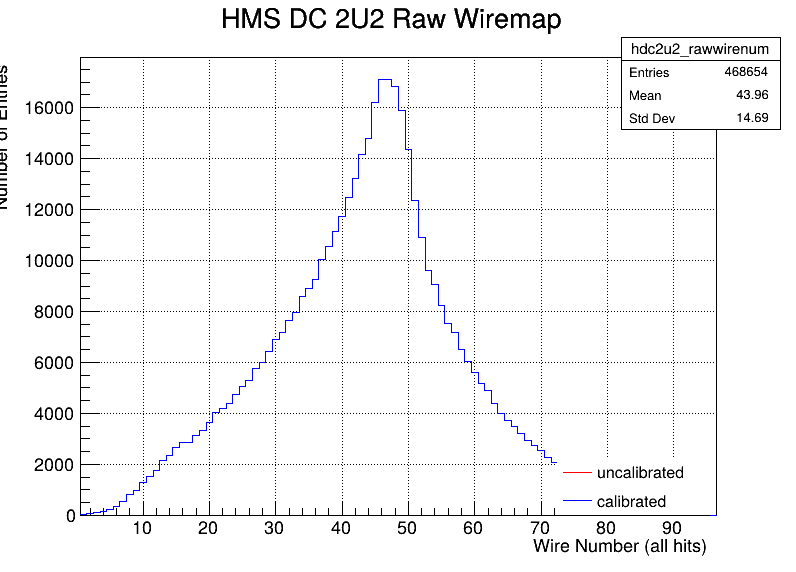 HMS DC 2U2 Raw Wiremap
hdc2u2_rawwirenum
Entries 468654
Mean 43.96
Std Dev 14.69
Number of Entries
16000
14000
12000
10000
8000
6000
4000
2000
0
uncalibrated
calibrated
10 20 30 40 50 60 70 80 90
Wire Number (all hits)